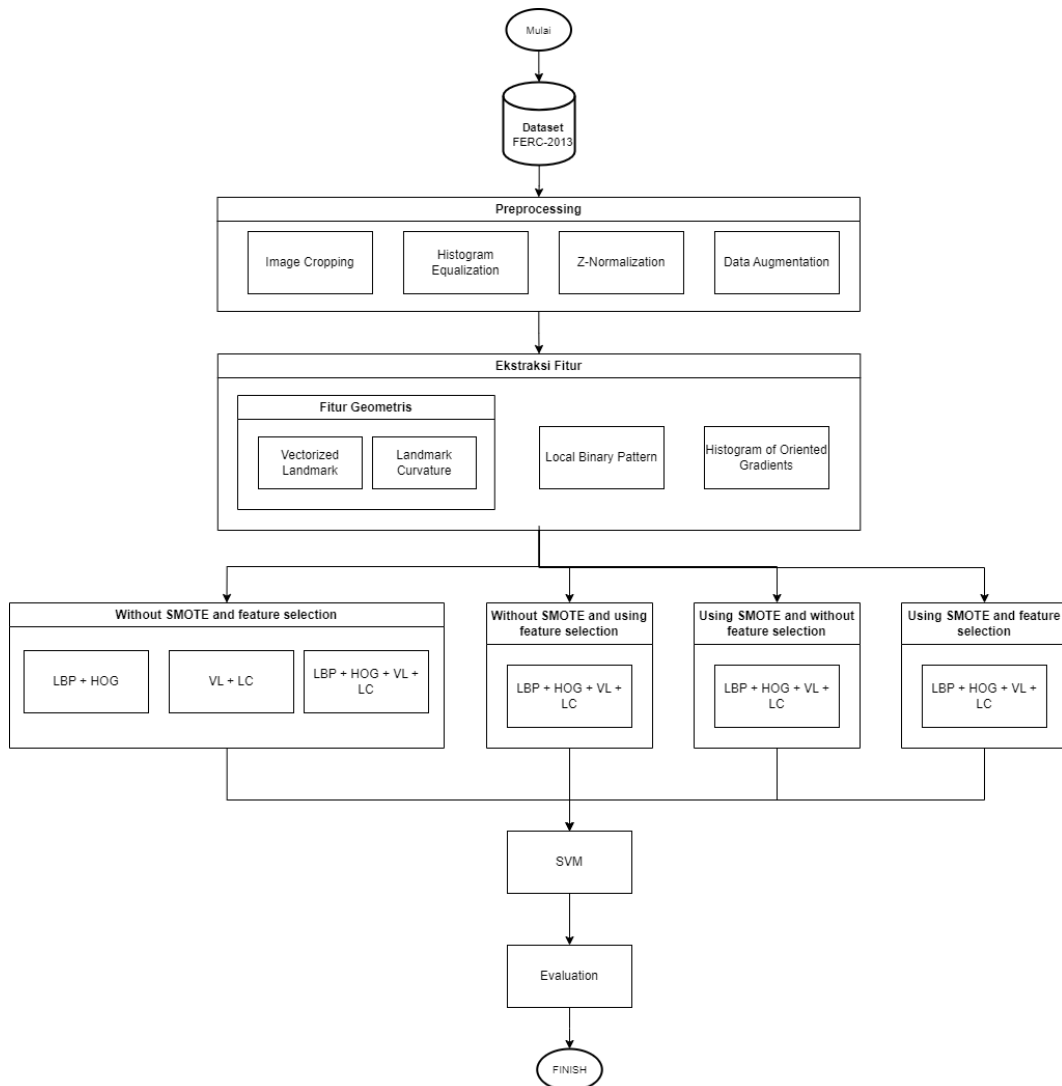 Mulai
Dataset
FERC-2013
Preprocessing
Image Cropping
Histogram
Equalization
Z-Normalization
Data Augmentation
Ekstraksi Fitur
Fitur Geometris
Vectorized
Landmark
Landmark
Curvature
Local Binary Pattern
Histogram of Oriented
Gradients
Without SMOTE and feature selection
LBP + HOG
VL + LC
LBP + HOG + VL +
LC
Without SMOTE and using
feature selection
LBP + HOG + VL +
LC
Using SMOTE and without
feature selection
LBP + HOG + VL +
LC
Using SMOTE and feature
selection
LBP + HOG + VL +
LC
SVM
Evaluation
FINISH